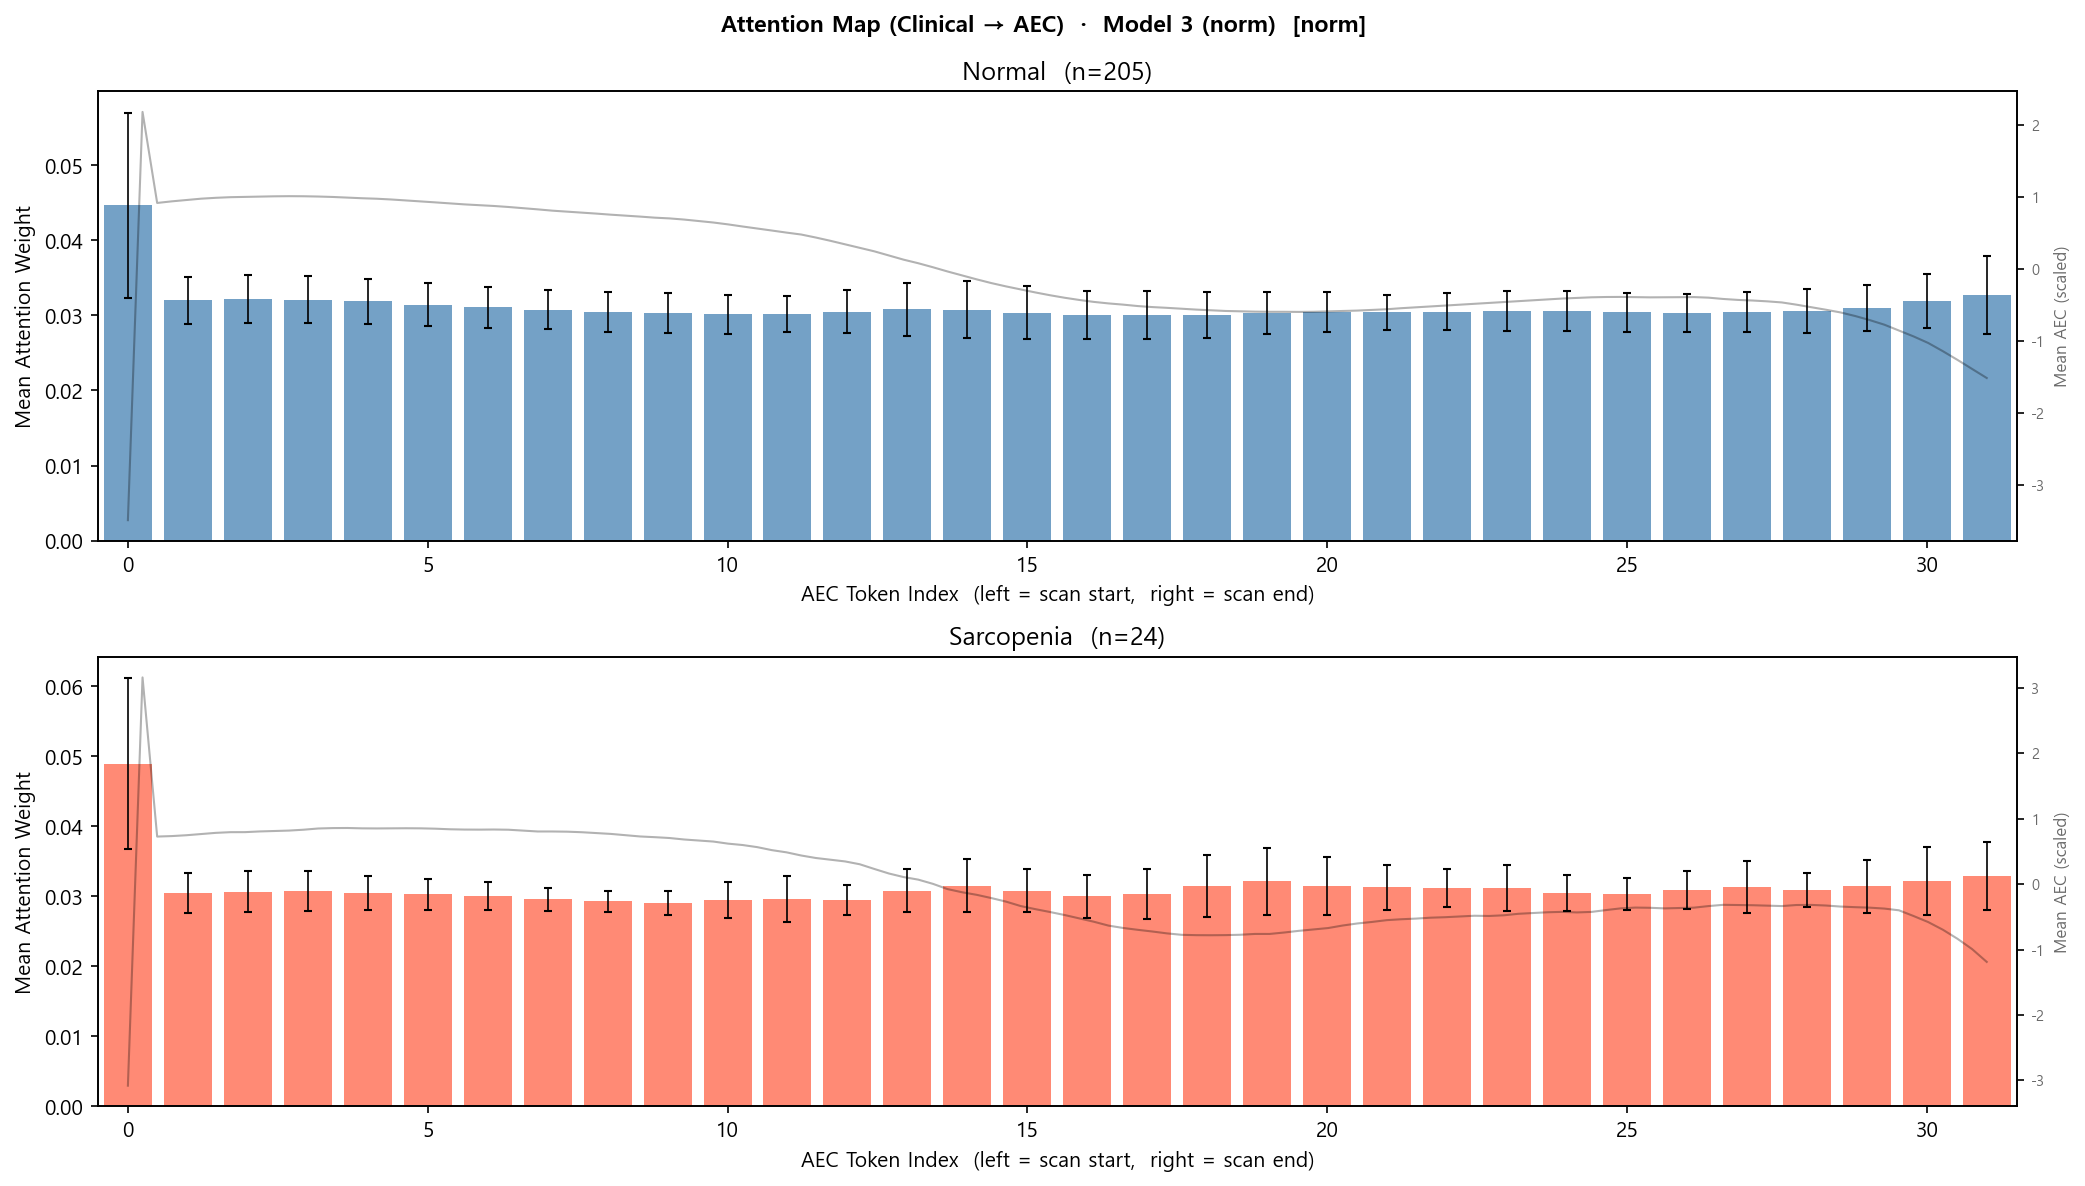 Attention Map (Clinical → AEC) · Model 3 (norm) [norm]
Normal (n=205)
Mean Attention Weight
0.05
0.04
0.03
0.02
0.01
0.00
2
1
0
-1
-2
-3
Mean AEC (scaled)
0 5 10 15 20 25 30
AEC Token Index (left = scan start, right = scan end)
Sarcopenia (n=24)
Mean Attention Weight
0.06
0.05
0.04
0.03
0.02
0.01
0.00
3
2
1
0
-1
-2
-3
Mean AEC (scaled)
0 5 10 15 20 25 30
AEC Token Index (left = scan start, right = scan end)